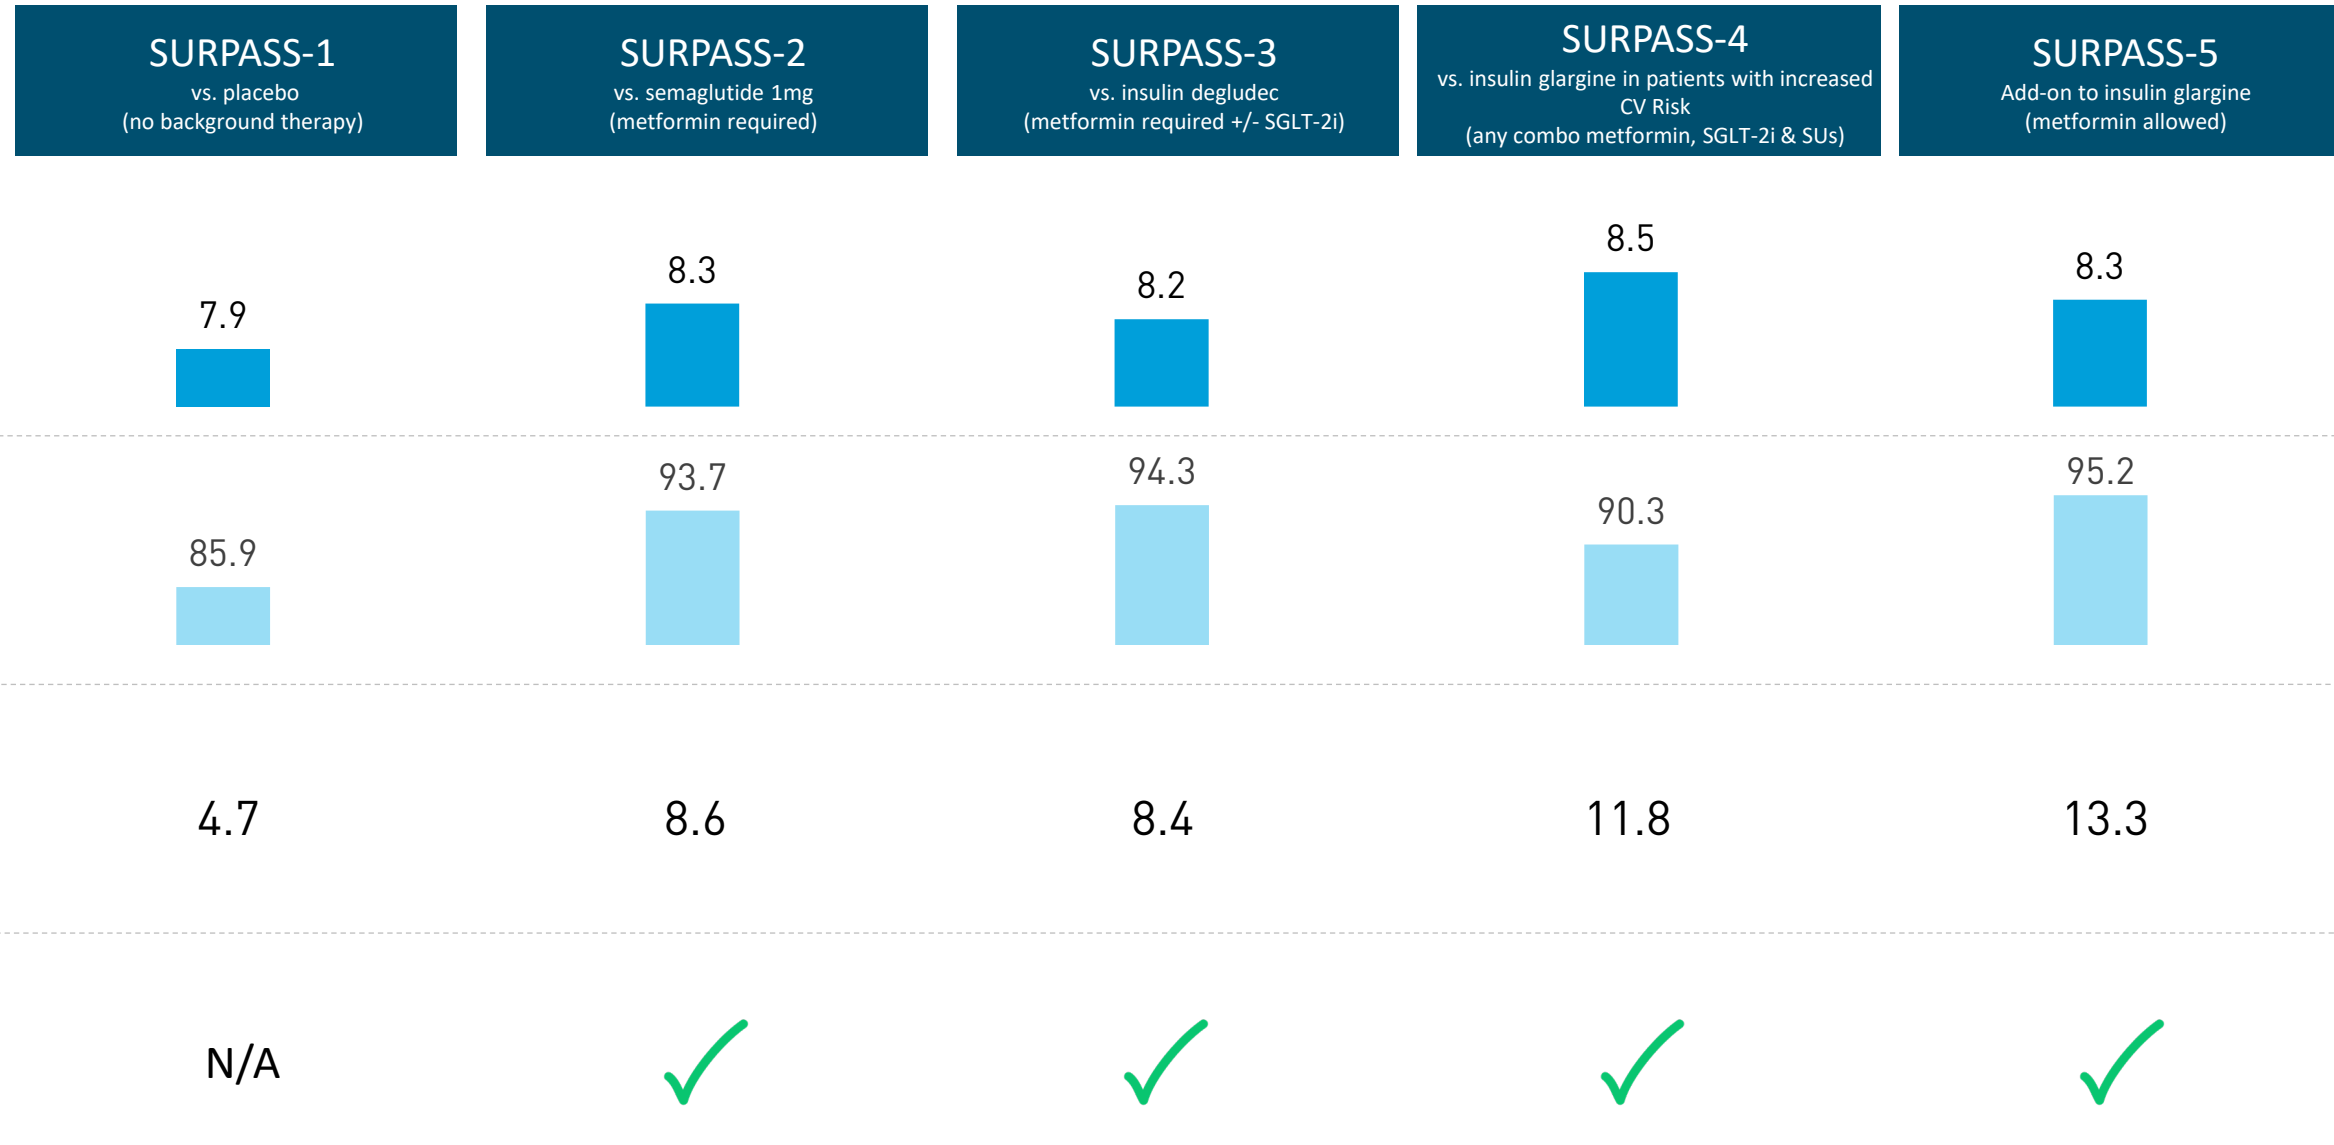 SURPASS-1
vs. placebo
(no background therapy)
SURPASS-2
vs. semaglutide 1mg
(metformin required)
SURPASS-3
vs. insulin degludec
(metformin required +/- SGLT-2i)
SURPASS-4
vs. insulin glargine in patients with increased
CV Risk
(any combo metformin, SGLT-2i & SUs)
SURPASS-5
Add-on to insulin glargine
(metformin allowed)
7.9
8.3
8.2
8.5
8.3
85.9
93.7
94.3
90.3
95.2
4.7
8.6
8.4
11.8
13.3
N/A